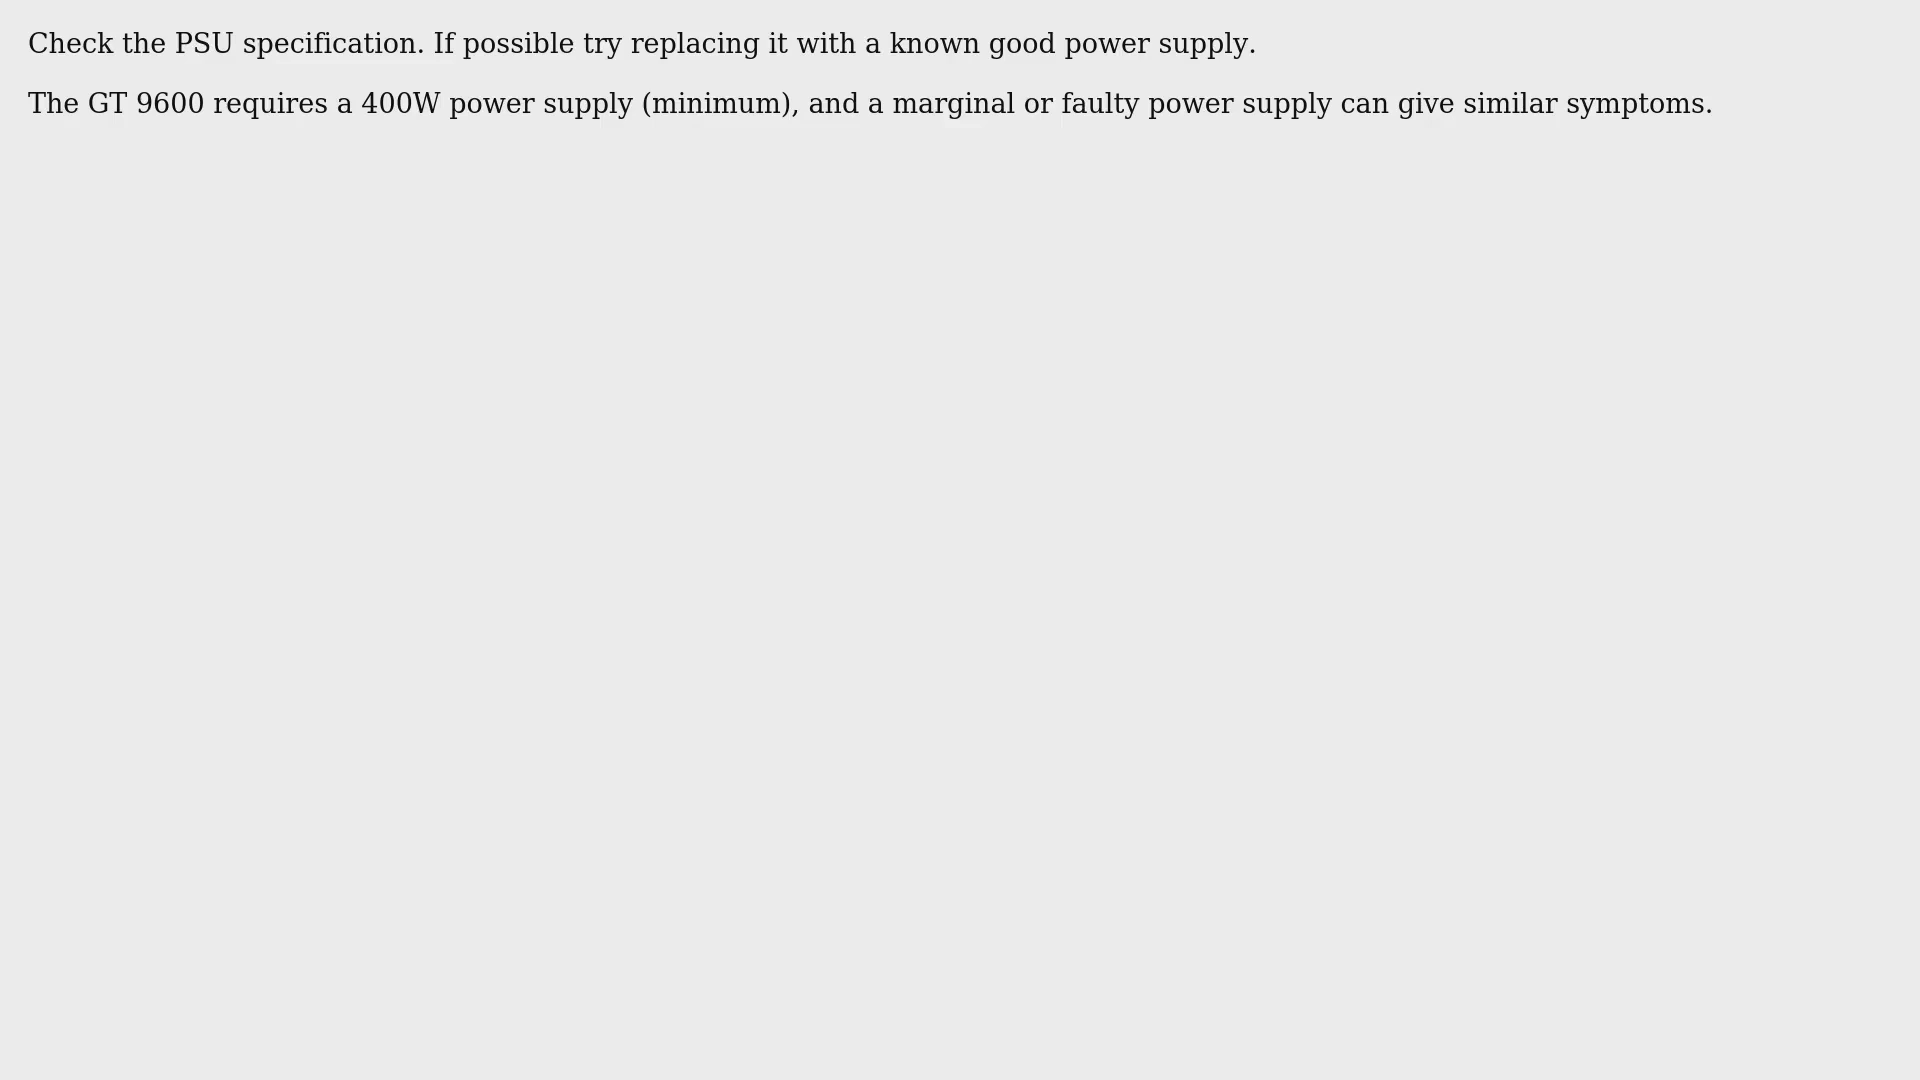 Check the PSU specification. If possible try replacing it with a known good power supply.
The GT 9600 requires a 400W power supply (minimum), and a marginal or faulty power supply can give similar symptoms.